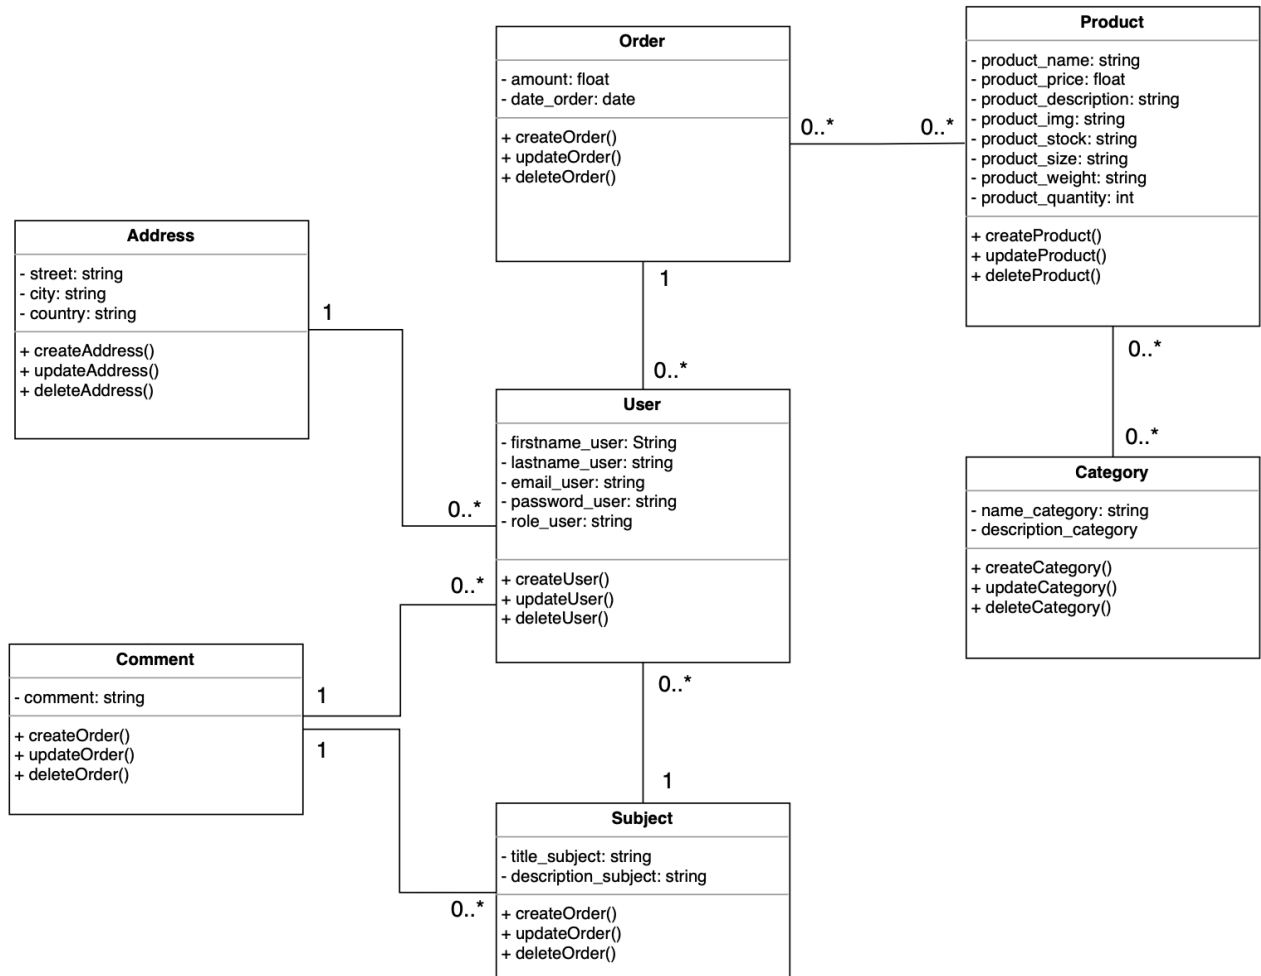 Order
- amount: float
- date_order: date
+ createOrder()
+ updateOrder()
+ deleteOrder()
0..*
0..*
Product
- product_name: string
- product_price: float
- product_description: string
- product_img: string
- product_stock: string
- product_size: string
- product_weight: string
- product_quantity: int
+ createProduct()
+ updateProduct()
+ deleteProduct()
Address
- street: string
- city: string
- country: string
+ createAddress()
+ updateAddress()
+ deleteAddress()
1
0..*
1
0..*
User
- firstname_user: String
- lastname_user: string
- email_user: string
- password_user: string
- role_user: string
+ createUser()
+ updateUser()
+ deleteUser()
0..*
0..*
Category
- name_category: string
- description_category
+ createCategory()
+ updateCategory()
+ deleteCategory()
Comment
- comment: string
+ createOrder()
+ updateOrder()
+ deleteOrder()
0..*
1
1
0..*
0..*
1
Subject
- title_subject: string
- description_subject: string
+ createOrder()
+ updateOrder()
+ deleteOrder()